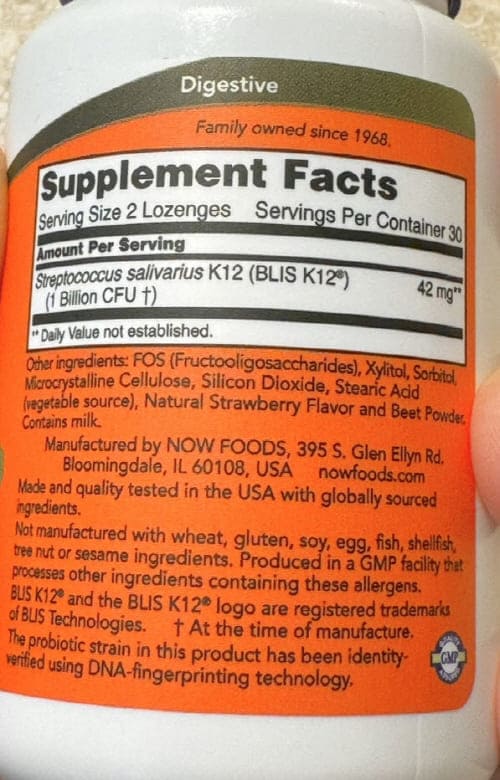 Digestive
Family owned since 1968.
Supplement Facts
Serving Size 2 Lozenges Servings Per Container 30
Amount Per Serving
Streptococcus salivarius K12 (BLIS K12®) 42 mg**
(1 Billion CFU †)
** Daily Value not established.
Other ingredients: FOS (Fructooligosaccharides), Xylitol, Sorbitol,
Microcrystalline Cellulose, Silicon Dioxide, Stearic Acid
(vegetable source), Natural Strawberry Flavor and Beet Powder.
Contains milk.
Manufactured by NOW FOODS, 395 S. Glen Ellyn Rd.
Bloomingdale, IL 60108, USA nowfoods.com
Made and quality tested in the USA with globally sourced
ingredients.
Not manufactured with wheat, gluten, soy, egg, fish, shellfish,
tree nut or sesame ingredients. Produced in a GMP facility that
processes other ingredients containing these allergens.
BLIS K12® and the BLIS K12® logo are registered trademarks
of BLIS Technologies. † At the time of manufacture.
The probiotic strain in this product has been identity-
verified using DNA-fingerprinting technology.
GMP